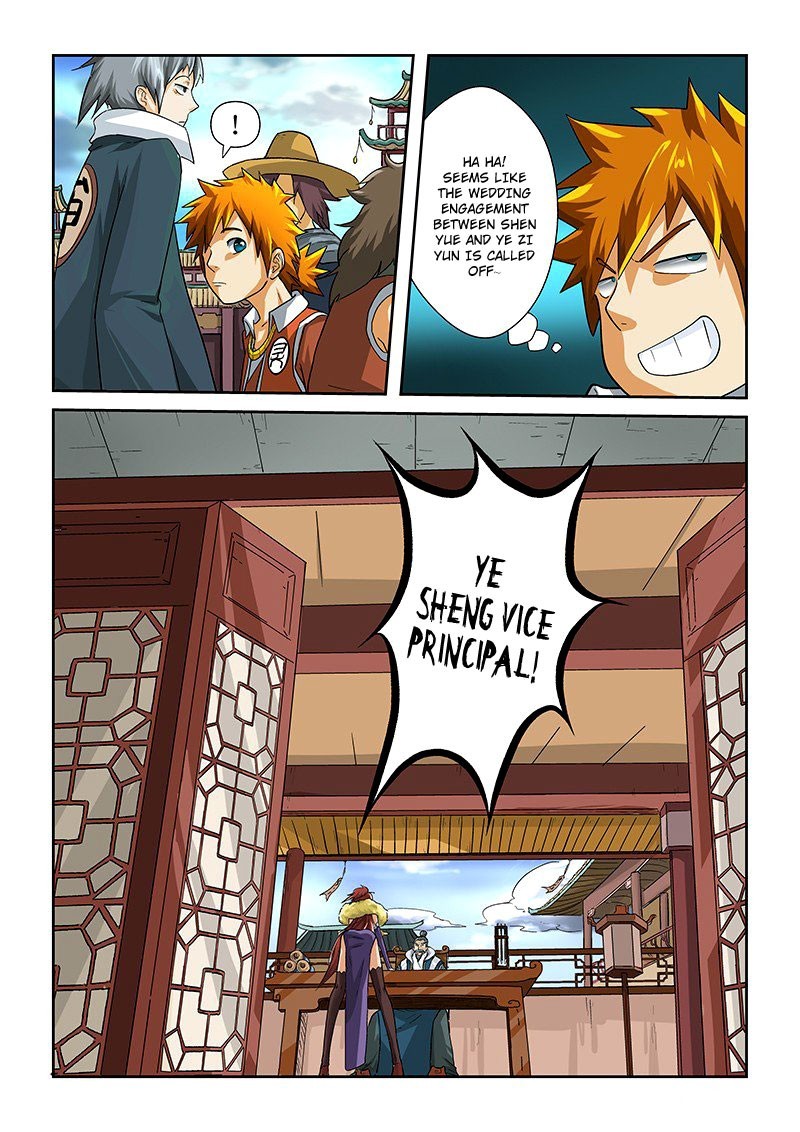 !
HA HA!
SEEMS LIKE
THE WEDDING
ENGAGEMENT
BETWEEN SHEN
YUE AND YE ZI
YUN IS CALLED
OFF~
YE
SHENG VICE
PRINCIPAL!